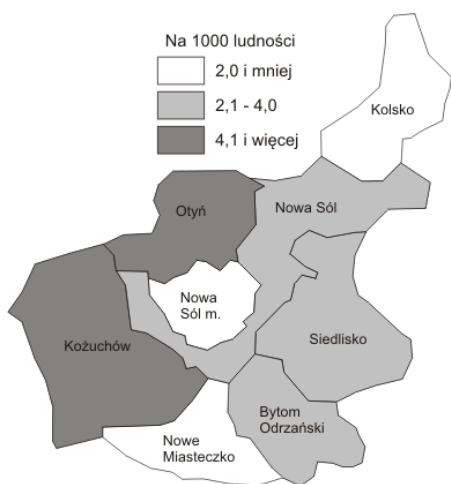 Na 1000 ludności
2,0 i mniej
2,1 - 4,0
4,1 i więcej
Kolsko
Otyń
Nowa Sól
Nowa
Sól m.
Kożuchów
Siedlisko
Bytom
Odrzański
Nowe
Miasteczko